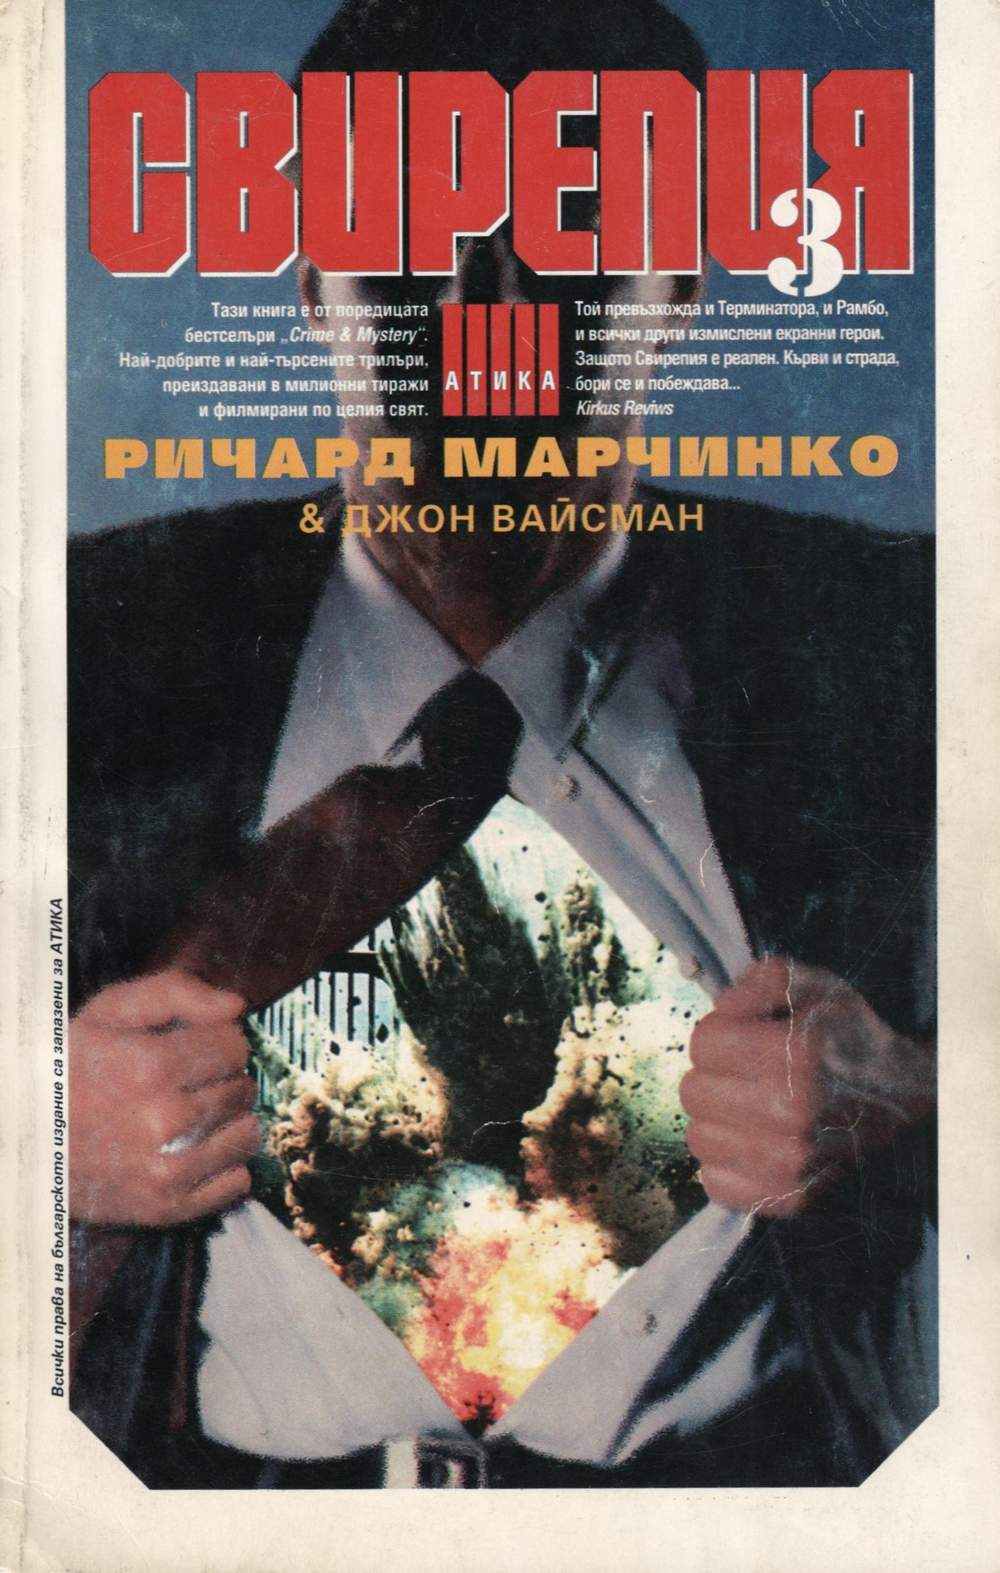 СВИРЕПИЯ
3
Тази книга е от поредицата
бестселъри „Crime & Mystery“.
Най-добрите и най-търсените трилъри,
преиздавани в милионни тиражи
и филмирани по целия свят.
АТИКА
Той превъзхожда и Терминатора, и Рамбо,
и всички други измислени екранни герои.
Защото Свирепия е реален. Кърви и страда,
бори се и побеждава...
Kirkus Reviws
РИЧАРД МАРЧИНКО
& ДЖОН ВАЙСМАН
Всички права на българското издание са запазени за АТИКА